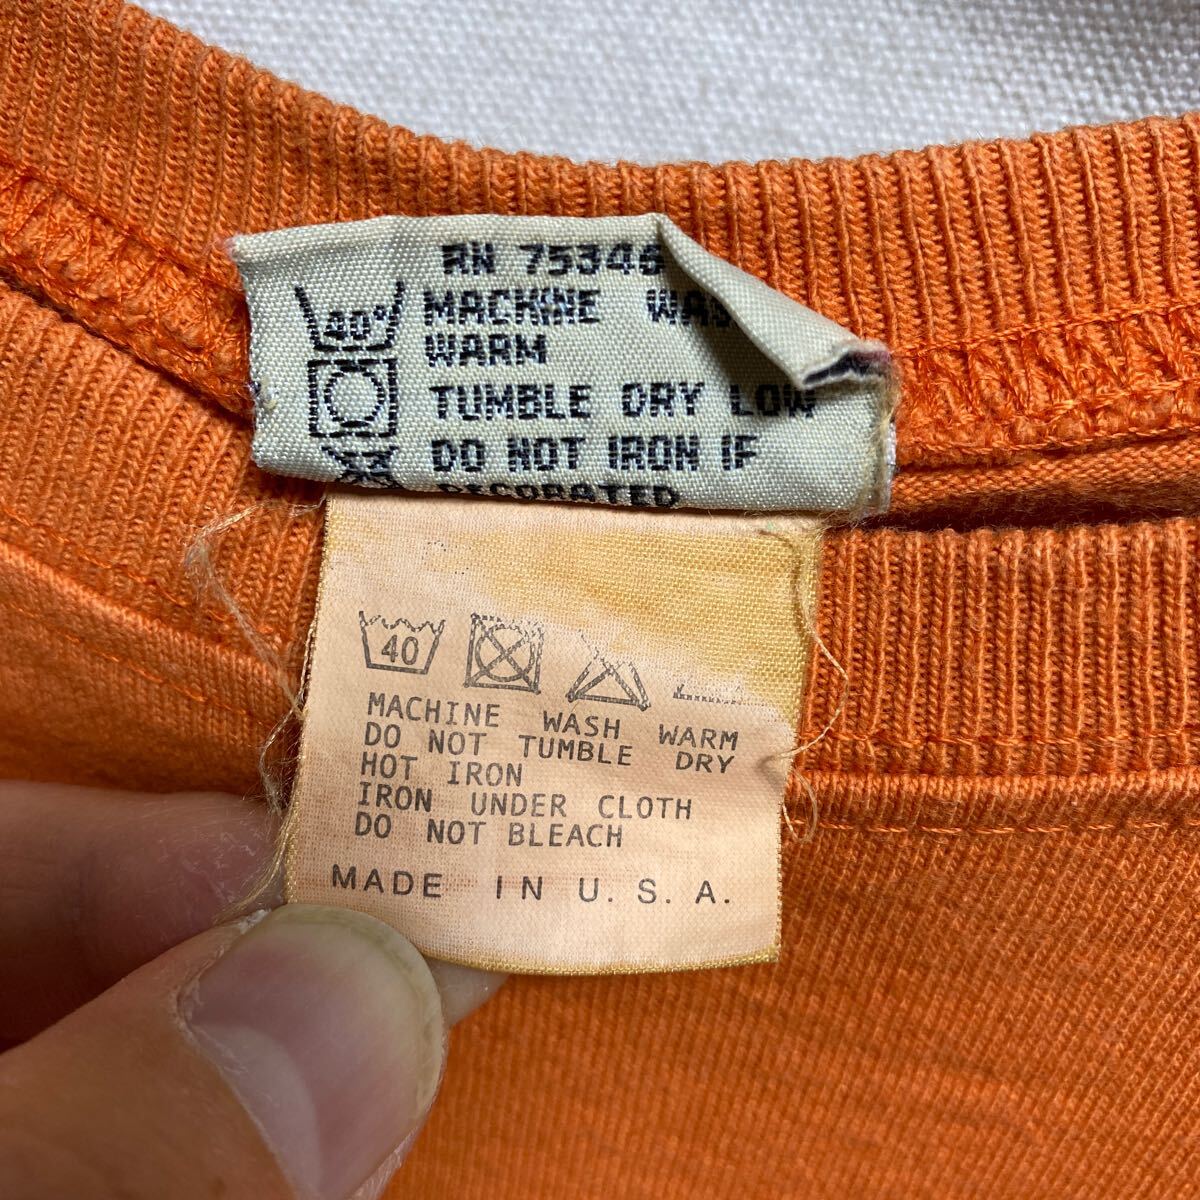 RN 75346
40°
MACHINE
WARM
TUMBLE DRY LOW
DO NOT IRON IF
DECORATED
40
MACHINE WASH WARM
DO NOT TUMBLE DRY
HOT IRON
IRON UNDER CLOTH
DO NOT BLEACH
MADE IN U.S.A.